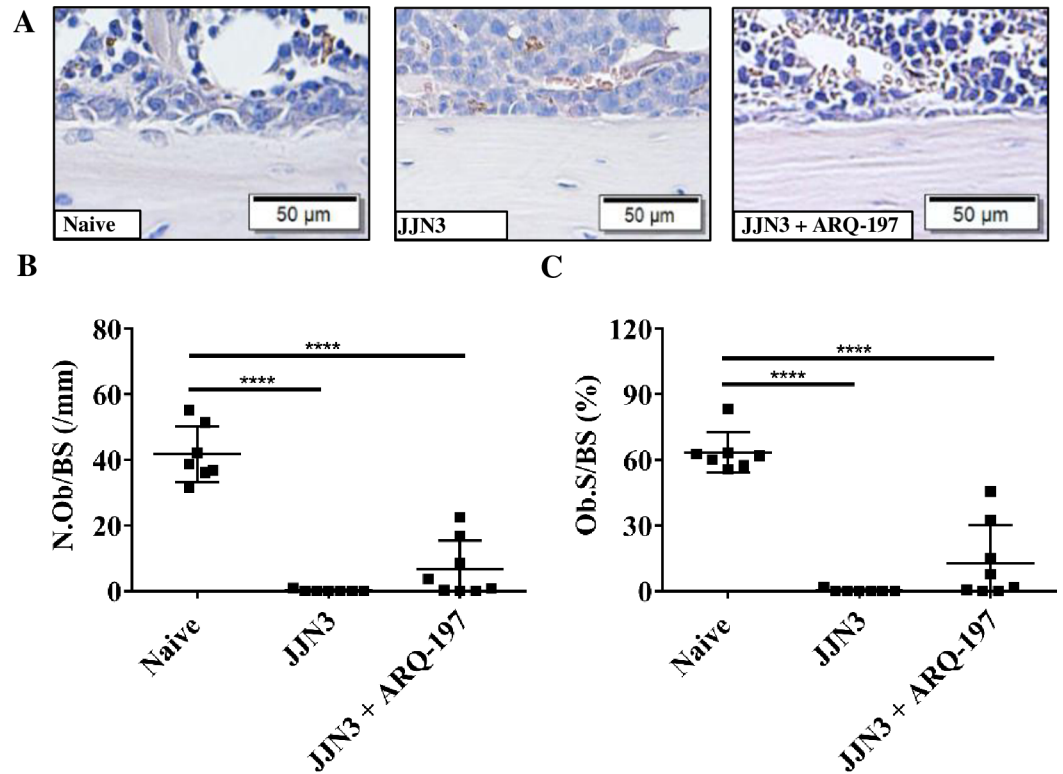 A
50 µm
Naive
50 µm
JJN3
50 µm
JJN3 + ARQ-197
B
80
60
40
20
0
N.Ob/BS (/mm)
****
****
Naive
JJN3
JJN3 + ARQ-197
C
120
90
60
30
0
Ob.S/BS (%)
****
****
Naive
JJN3
JJN3 + ARQ-197